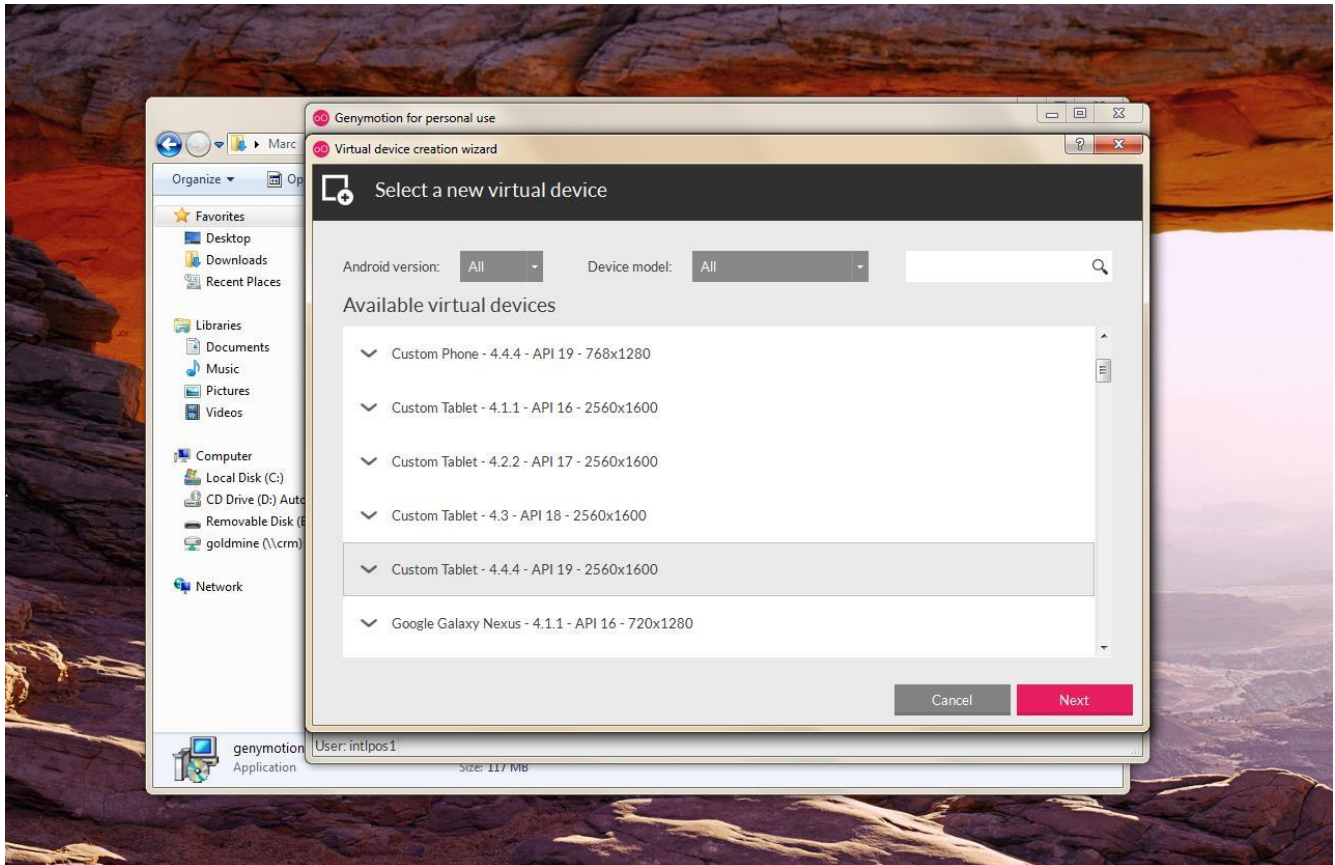 Genymotion for personal use
Marc
Virtual device creation wizard
Organize
Select a new virtual device
Favorites
Desktop
Downloads
Recent Places
Libraries
Documents
Music
Pictures
Videos
Computer
Local Disk (C:)
CD Drive (D:)
Removable Disk
goldmine (\\crm)
Network
Android version: All Device model: All
Available virtual devices
Custom Phone - 4.4.4 - API 19 - 768x1280
Custom Tablet - 4.1.1 - API 16 - 2560x1600
Custom Tablet - 4.2.2 - API 17 - 2560x1600
Custom Tablet - 4.3 - API 18 - 2560x1600
Custom Tablet - 4.4.4 - API 19 - 2560x1600
Google Galaxy Nexus - 4.1.1 - API 16 - 720x1280
Cancel Next
genymotion
User: intlpos1
Application Size: 117 MB